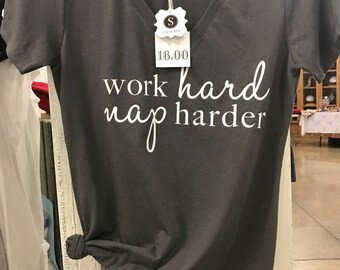 S
16.00
work hard
nap harder